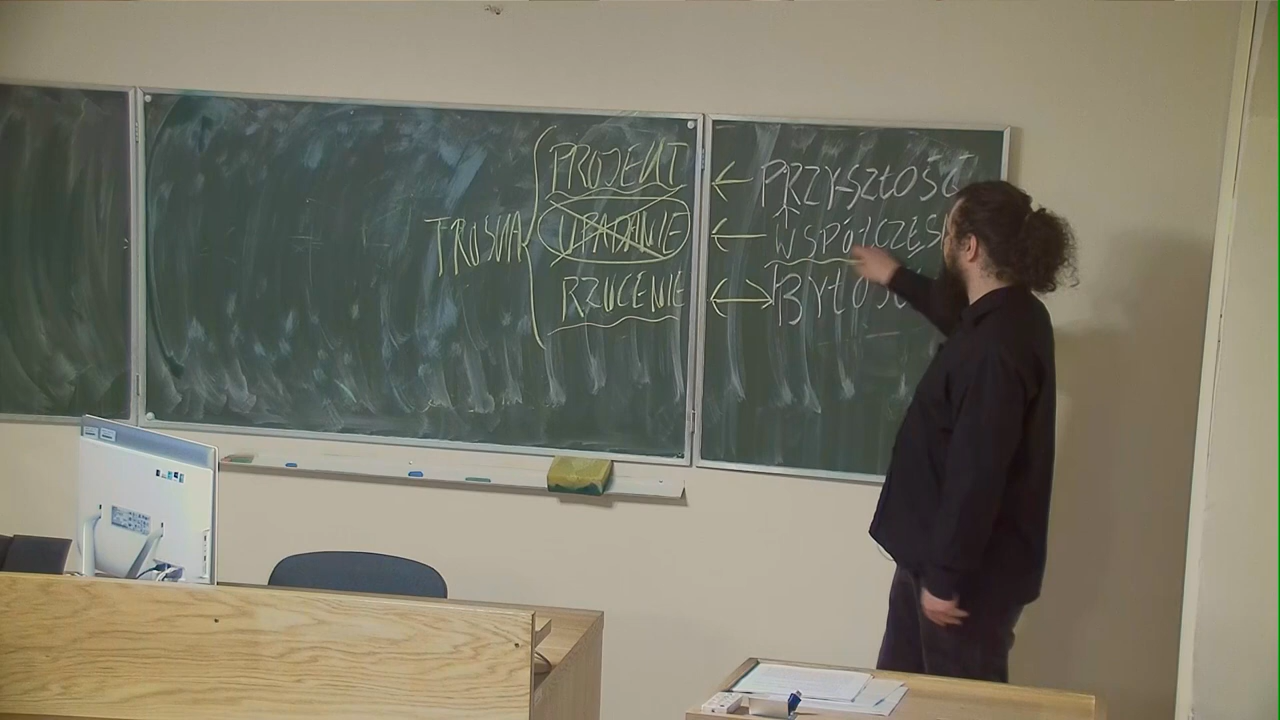 PROJEKT ← PRZYSZŁOŚĆ
TROSKA { UPADANIE ← WSPÓŁCZES
RZUCENIE ↔ BYŁOŚ